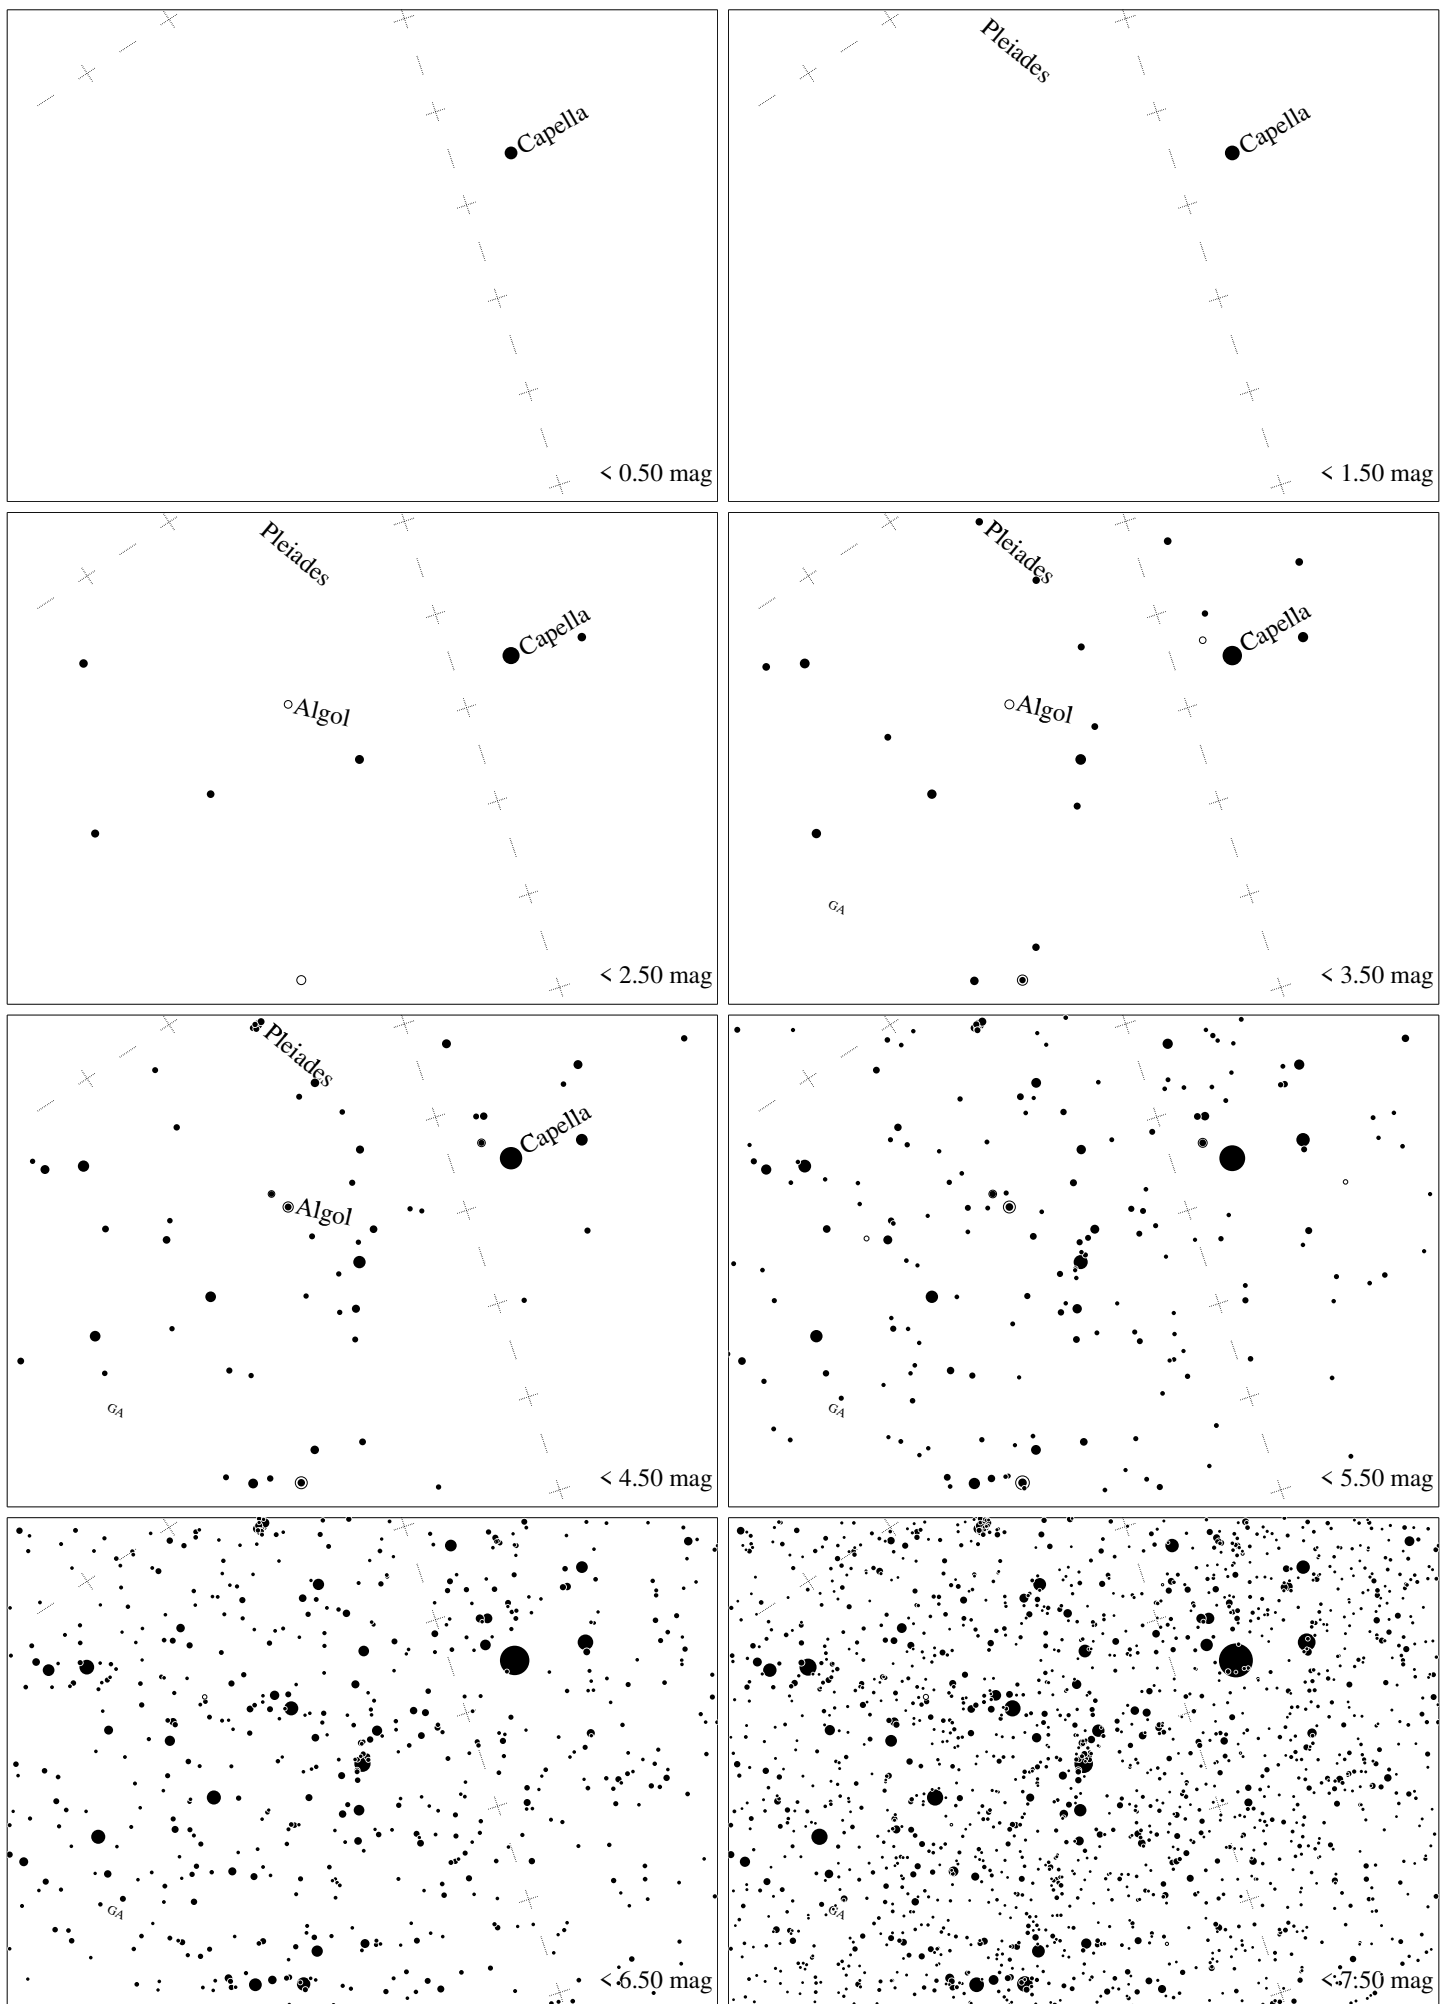 Capella
< 0.50 mag
Pleiades
Capella
< 1.50 mag
Pleiades
Capella
Algol
< 2.50 mag
Pleiades
Capella
Algol
GA
< 3.50 mag
Pleiades
Capella
Algol
GA
< 4.50 mag
GA
< 5.50 mag
GA
< 6.50 mag
GA
< 7.50 mag